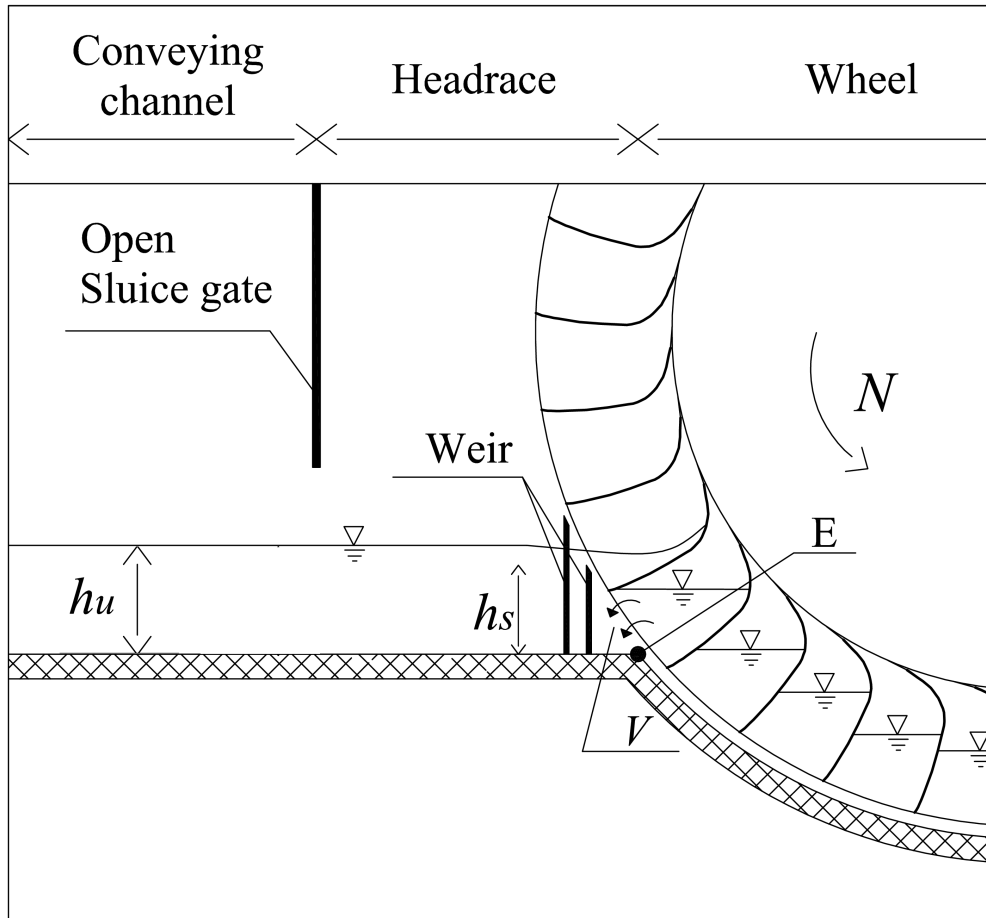 Conveying
channel
Headrace
Wheel
Open
Sluice gate
N
Weir
E
hu
hs
V